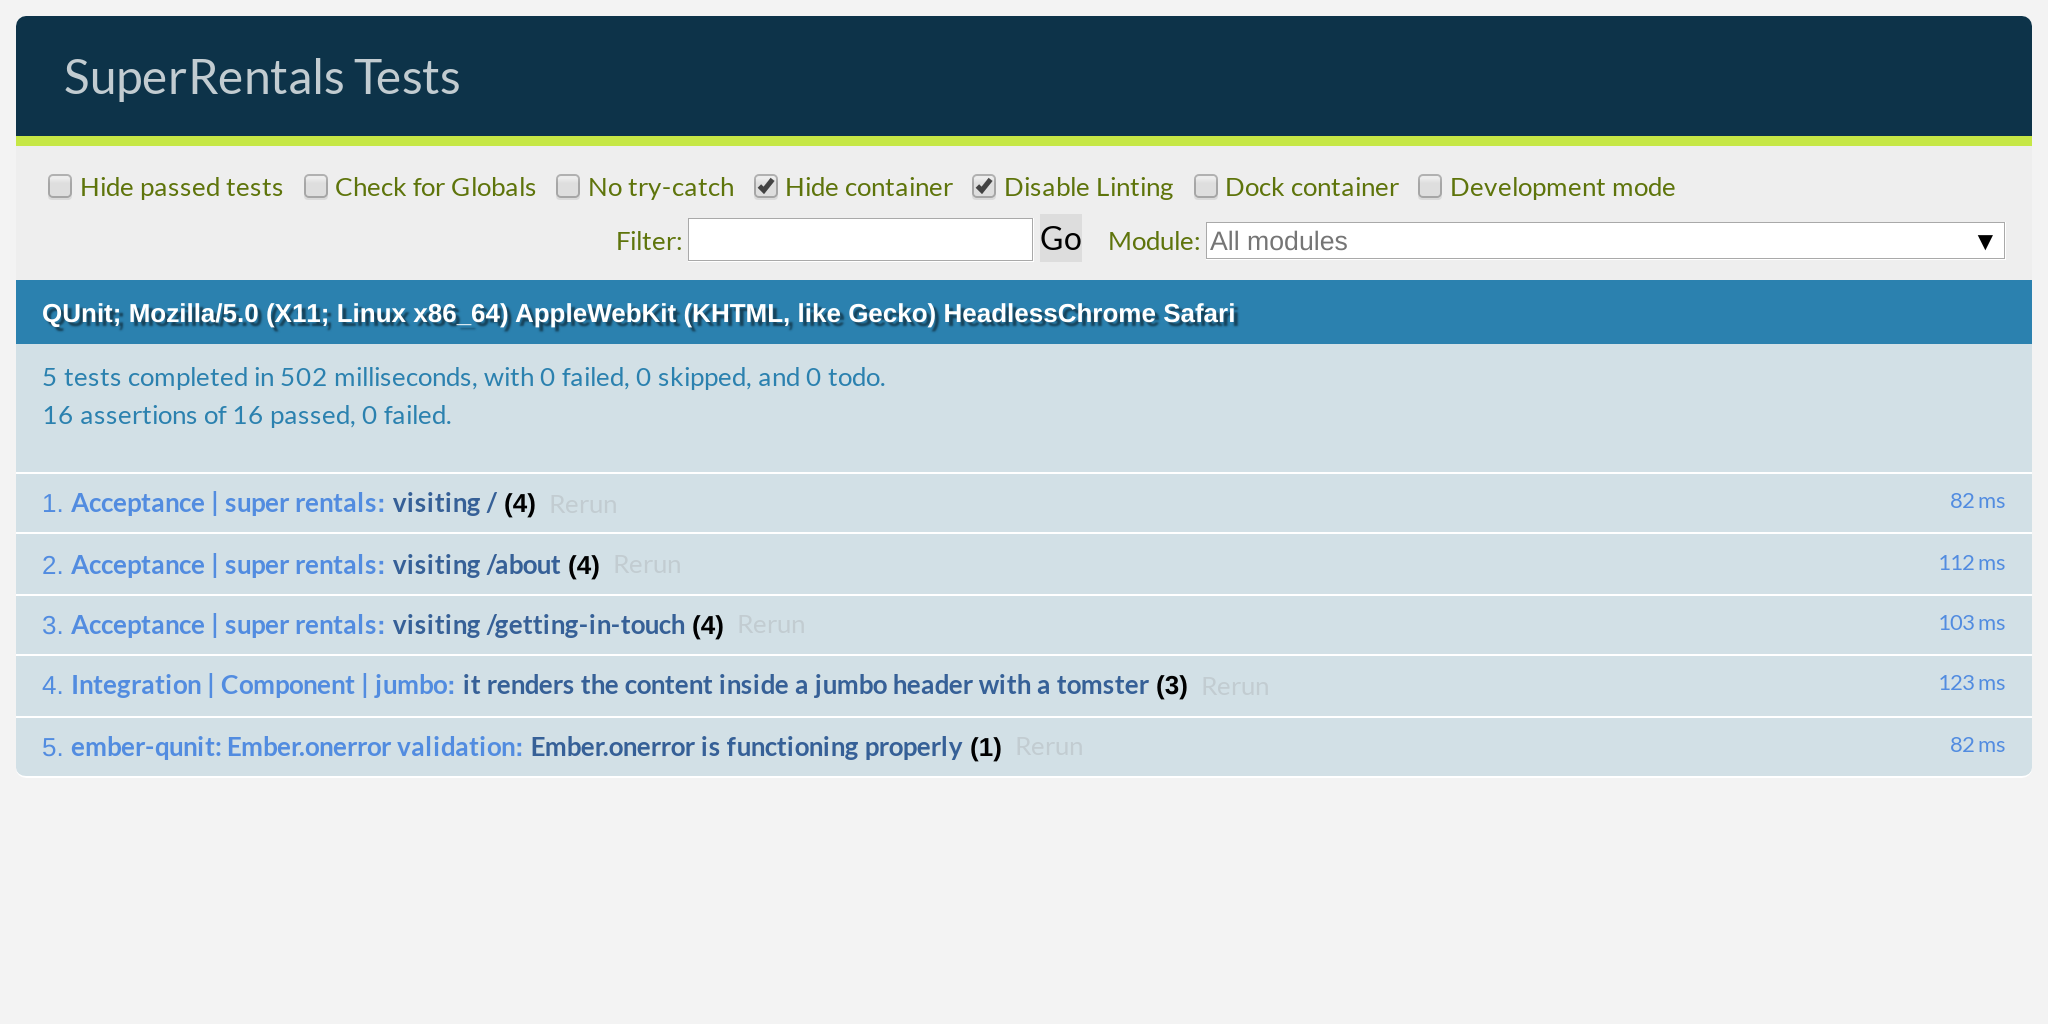 SuperRentals Tests
Hide passed tests Check for Globals No try-catch Hide container Disable Linting Dock container Development mode
Filter: Go Module: All modules ▼
QUnit; Mozilla/5.0 (X11; Linux x86_64) AppleWebKit (KHTML, like Gecko) HeadlessChrome Safari
5 tests completed in 502 milliseconds, with 0 failed, 0 skipped, and 0 todo.
16 assertions of 16 passed, 0 failed.
1. Acceptance | super rentals: visiting / (4) Rerun 82 ms
2. Acceptance | super rentals: visiting /about (4) Rerun 112 ms
3. Acceptance | super rentals: visiting /getting-in-touch (4) Rerun 103 ms
4. Integration | Component | jumbo: it renders the content inside a jumbo header with a tomster (3) Rerun 123 ms
5. ember-qunit: Ember.onerror validation: Ember.onerror is functioning properly (1) Rerun 82 ms